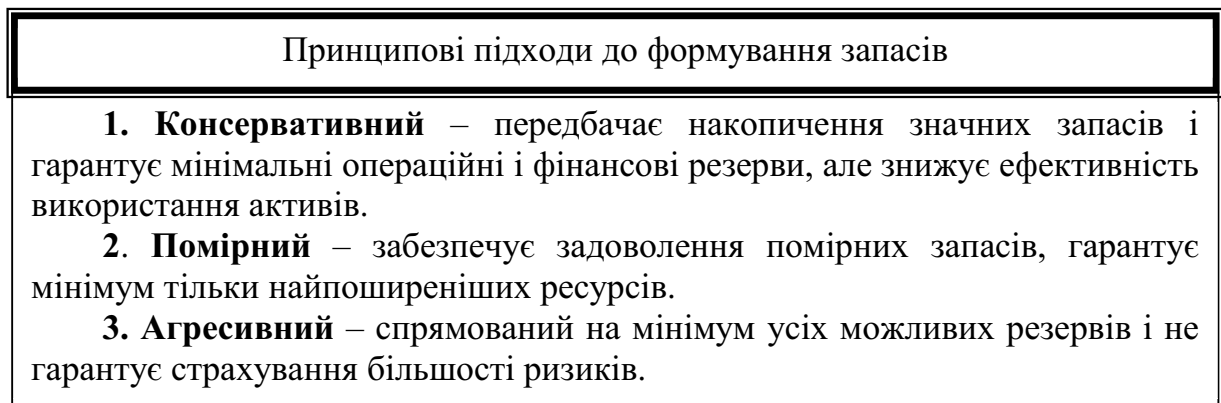 Принципові підходи до формування запасів
1. Консервативний – передбачає накопичення значних запасів і
гарантує мінімальні операційні і фінансові резерви, але знижує ефективність
використання активів.
2. Помірний – забезпечує задоволення помірних запасів, гарантує
мінімум тільки найпоширеніших ресурсів.
3. Агресивний – спрямований на мінімум усіх можливих резервів і не
гарантує страхування більшості ризиків.